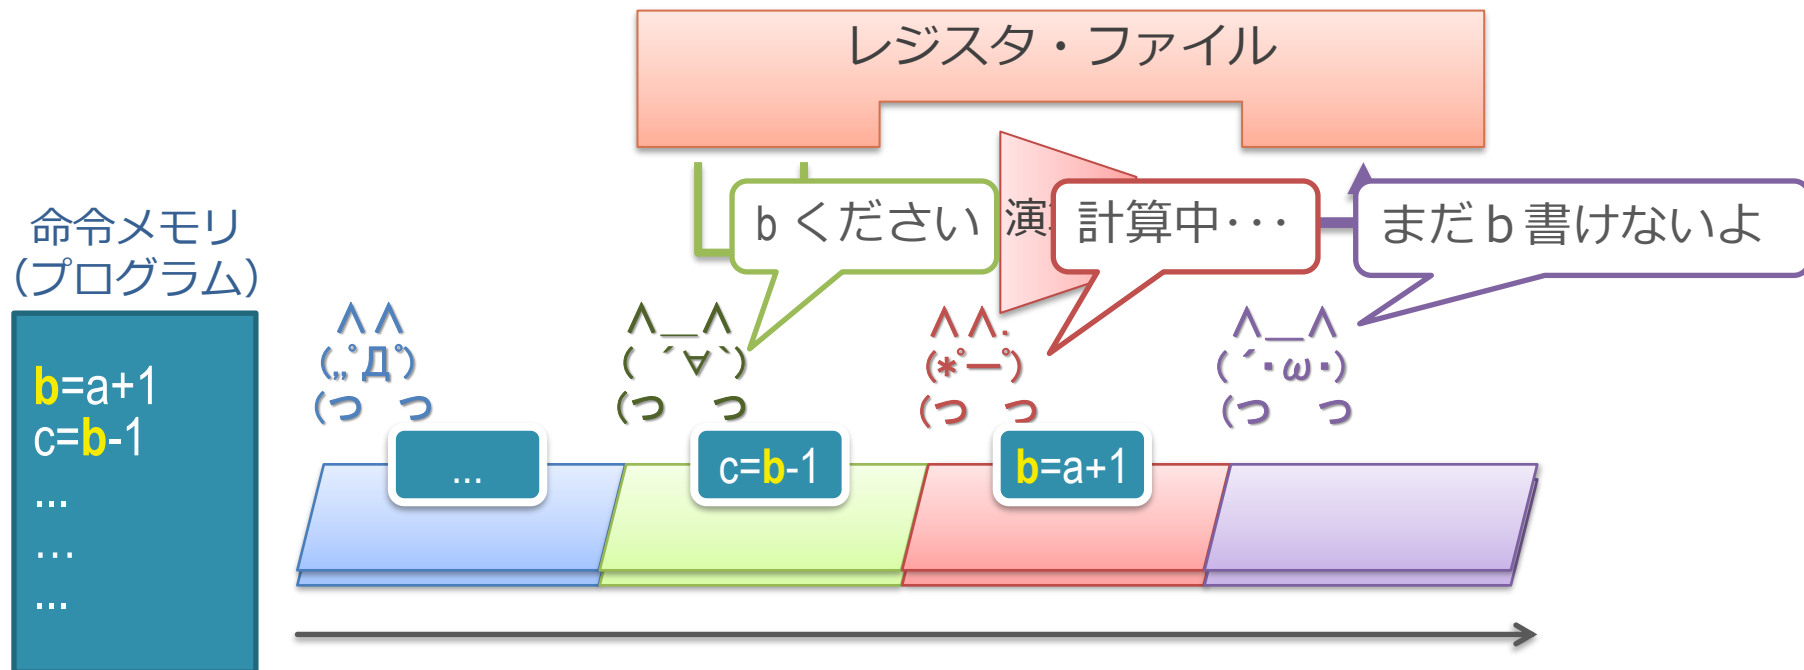 レジスタ・ファイル
命令メモリ
(プログラム)
b=a+1
c=b-1
...
...
...
b ください
演
計算中･･･
まだ b 書けないよ
∧ ∧
(,,ﾟДﾟ)
(つ つ
∧＿∧
( ´∀`)
(つ つ
∧ ∧.
(*ﾟーﾟ)
(つ つ
∧＿∧
(´・ω・)
(つ つ
...
c=b-1
b=a+1